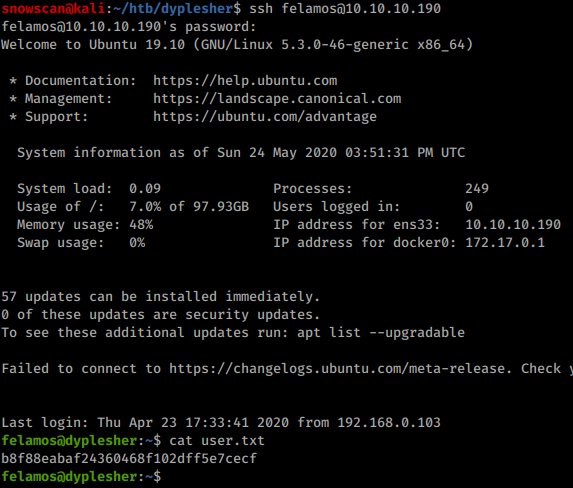 snowscan@kali:~/htb/dyplesher$ ssh felamos@10.10.10.190
felamos@10.10.10.190's password:
Welcome to Ubuntu 19.10 (GNU/Linux 5.3.0-46-generic x86_64)
* Documentation:  https://help.ubuntu.com
* Management:     https://landscape.canonical.com
* Support:        https://ubuntu.com/advantage
System information as of Sun 24 May 2020 03:51:31 PM UTC
System load:  0.09              Processes:              249
Usage of /:   7.0% of 97.93GB   Users logged in:        0
Memory usage: 48%               IP address for ens33:   10.10.10.190
Swap usage:   0%                IP address for docker0: 172.17.0.1
57 updates can be installed immediately.
0 of these updates are security updates.
To see these additional updates run: apt list --upgradable
Failed to connect to https://changelogs.ubuntu.com/meta-release. Check
Last login: Thu Apr 23 17:33:41 2020 from 192.168.0.103
felamos@dyplesher:~$ cat user.txt
b8f88eabaf24360468f102dff5e7cecf
felamos@dyplesher:~$